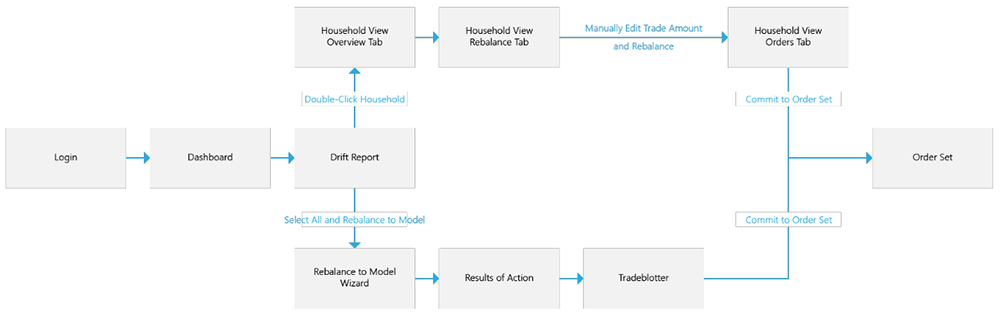 Household View
Overview Tab
Household View
Rebalance Tab
Manually Edit Trade Amount
and Rebalance
Household View
Orders Tab
Double-Click Household
Commit to Order Set
Login
Dashboard
Drift Report
Order Set
Select All and Rebalance to Model
Commit to Order Set
Rebalance to Model
Wizard
Results of Action
Tradeblotter